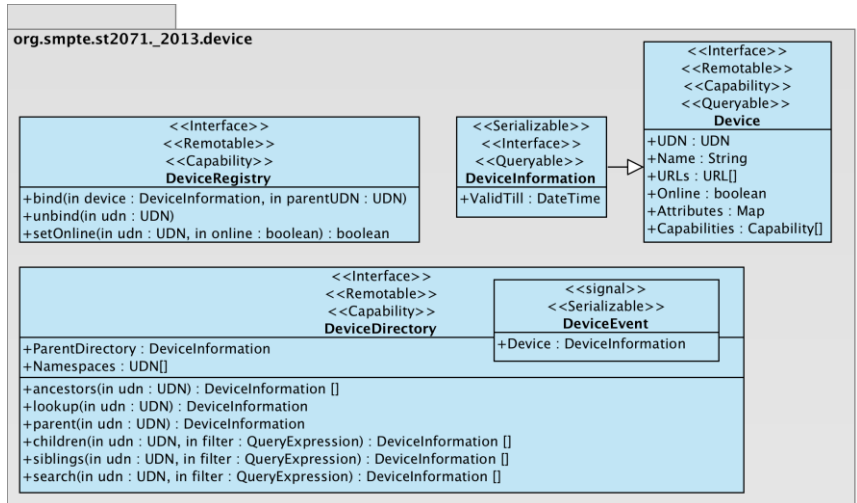 org.smpte.st2071._2013.device
<<Interface>>
<<Remotable>>
<<Capability>>
<<Queryable>>
Device
+UDN : UDN
+Name : String
+URLs : URL[]
+Online : boolean
+Attributes : Map
+Capabilities : Capability[]
<<Serializable>>
<<Interface>>
<<Queryable>>
DeviceInformation
+ValidTill : DateTime
<<Interface>>
<<Remotable>>
<<Capability>>
DeviceRegistry
+bind(in device : DeviceInformation, in parentUDN : UDN)
+unbind(in udn : UDN)
+setOnline(in udn : UDN, in online : boolean) : boolean
<<Interface>>
<<Remotable>>
<<Capability>>
DeviceDirectory
+ParentDirectory : DeviceInformation
+Namespaces : UDN[]
+ancestors(in udn : UDN) : DeviceInformation []
+lookup(in udn : UDN) : DeviceInformation
+parent(in udn : UDN) : DeviceInformation
+children(in udn : UDN, in filter : QueryExpression) : DeviceInformation []
+siblings(in udn : UDN, in filter : QueryExpression) : DeviceInformation []
+search(in udn : UDN, in filter : QueryExpression) : DeviceInformation []
<<signal>>
<<Serializable>>
DeviceEvent
+Device : DeviceInformation